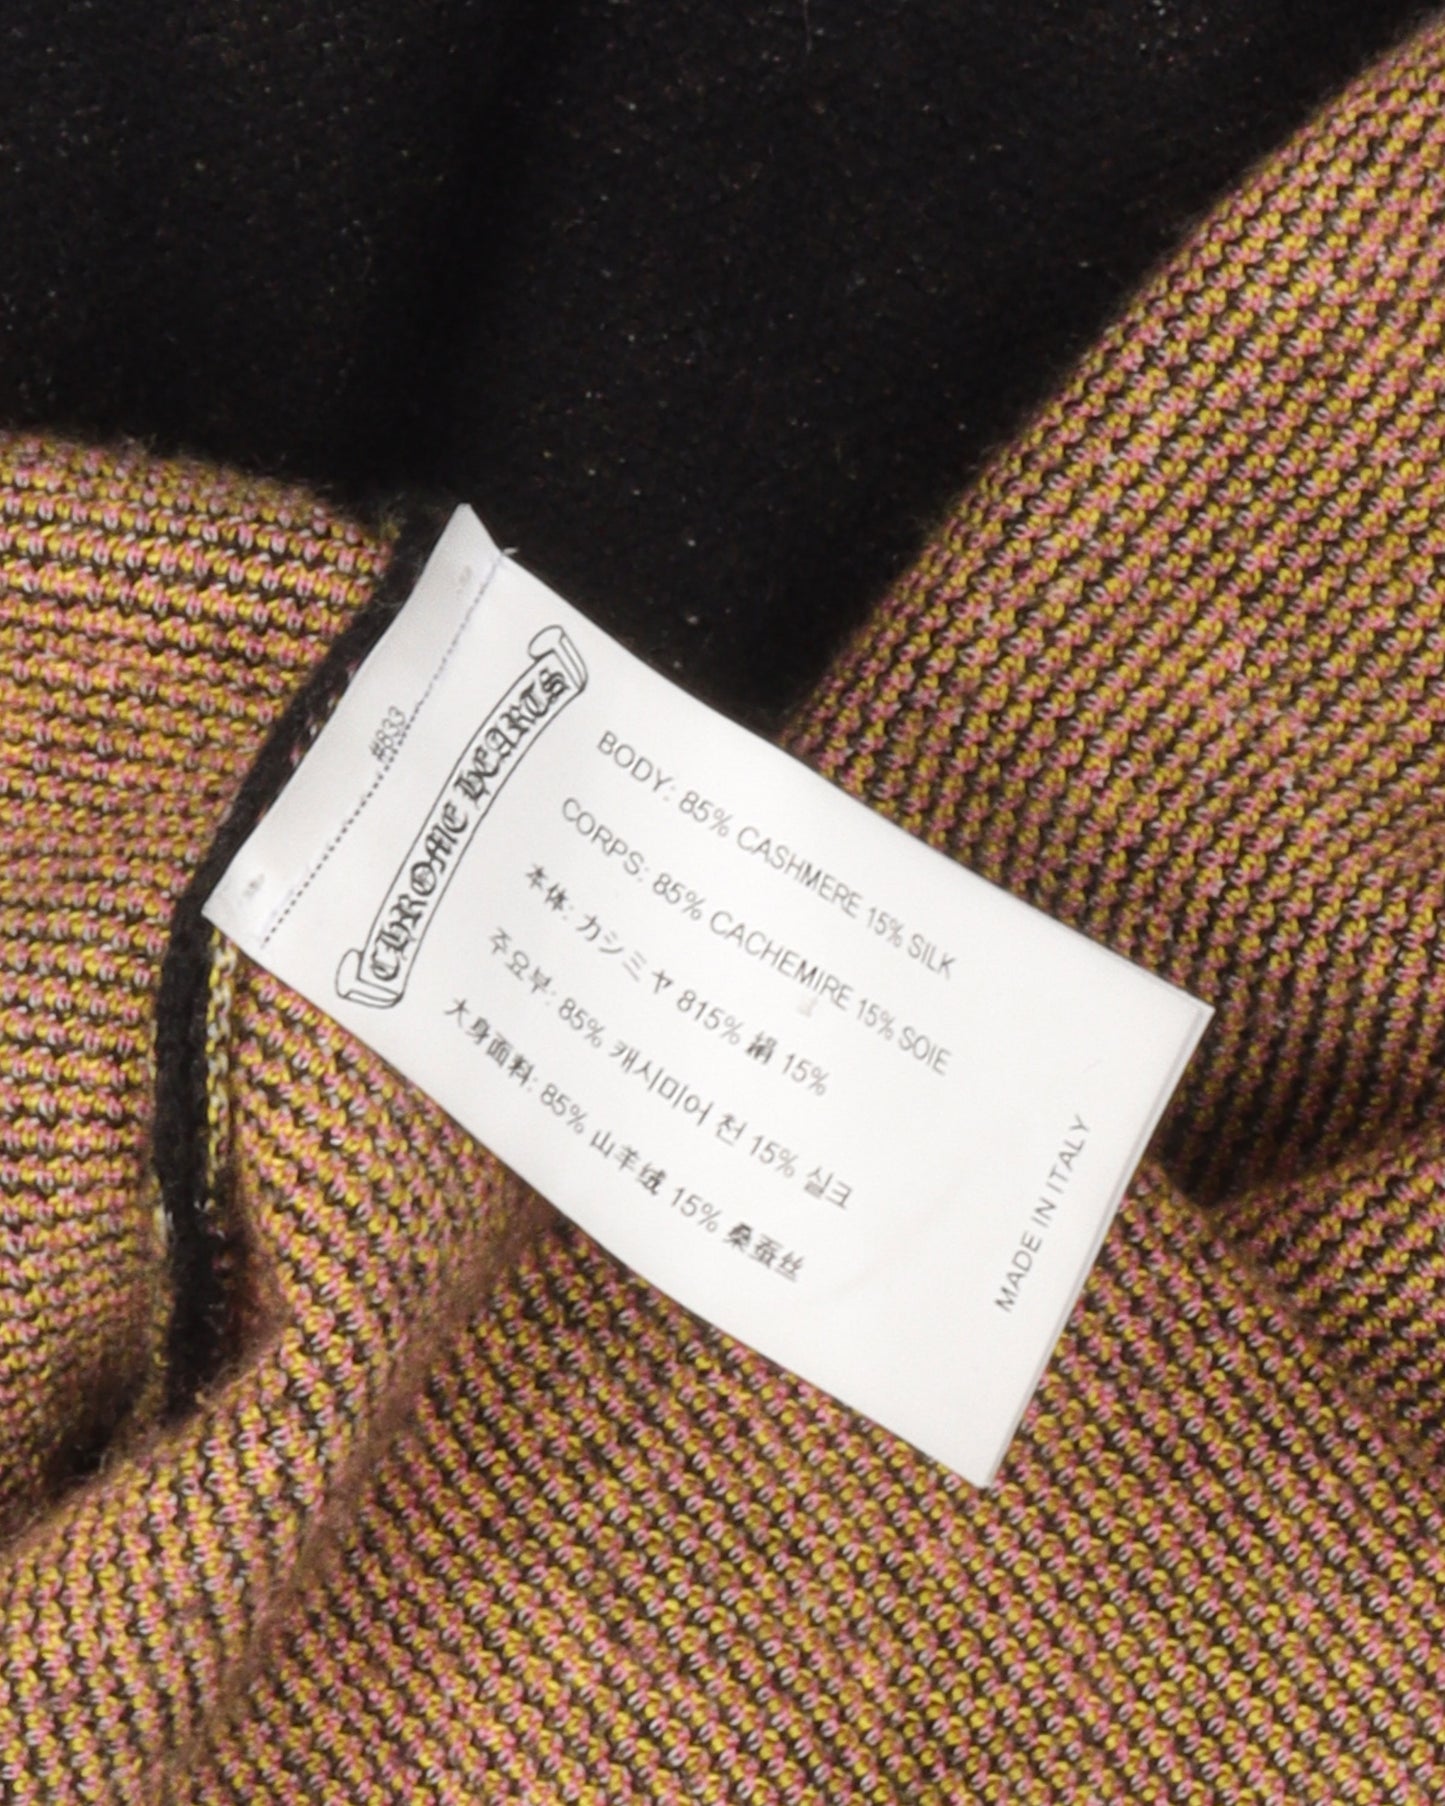 #833
CHROME HEARTS
BODY: 85% CASHMERE 15% SILK
CORPS: 85% CACHEMIRE 15% SOIE
本体: カシミヤ 815% 絹 15%
주요부: 85% 캐시미어 천 15% 실크
大身面料: 85% 山羊绒 15% 桑蚕丝
MADE IN ITALY